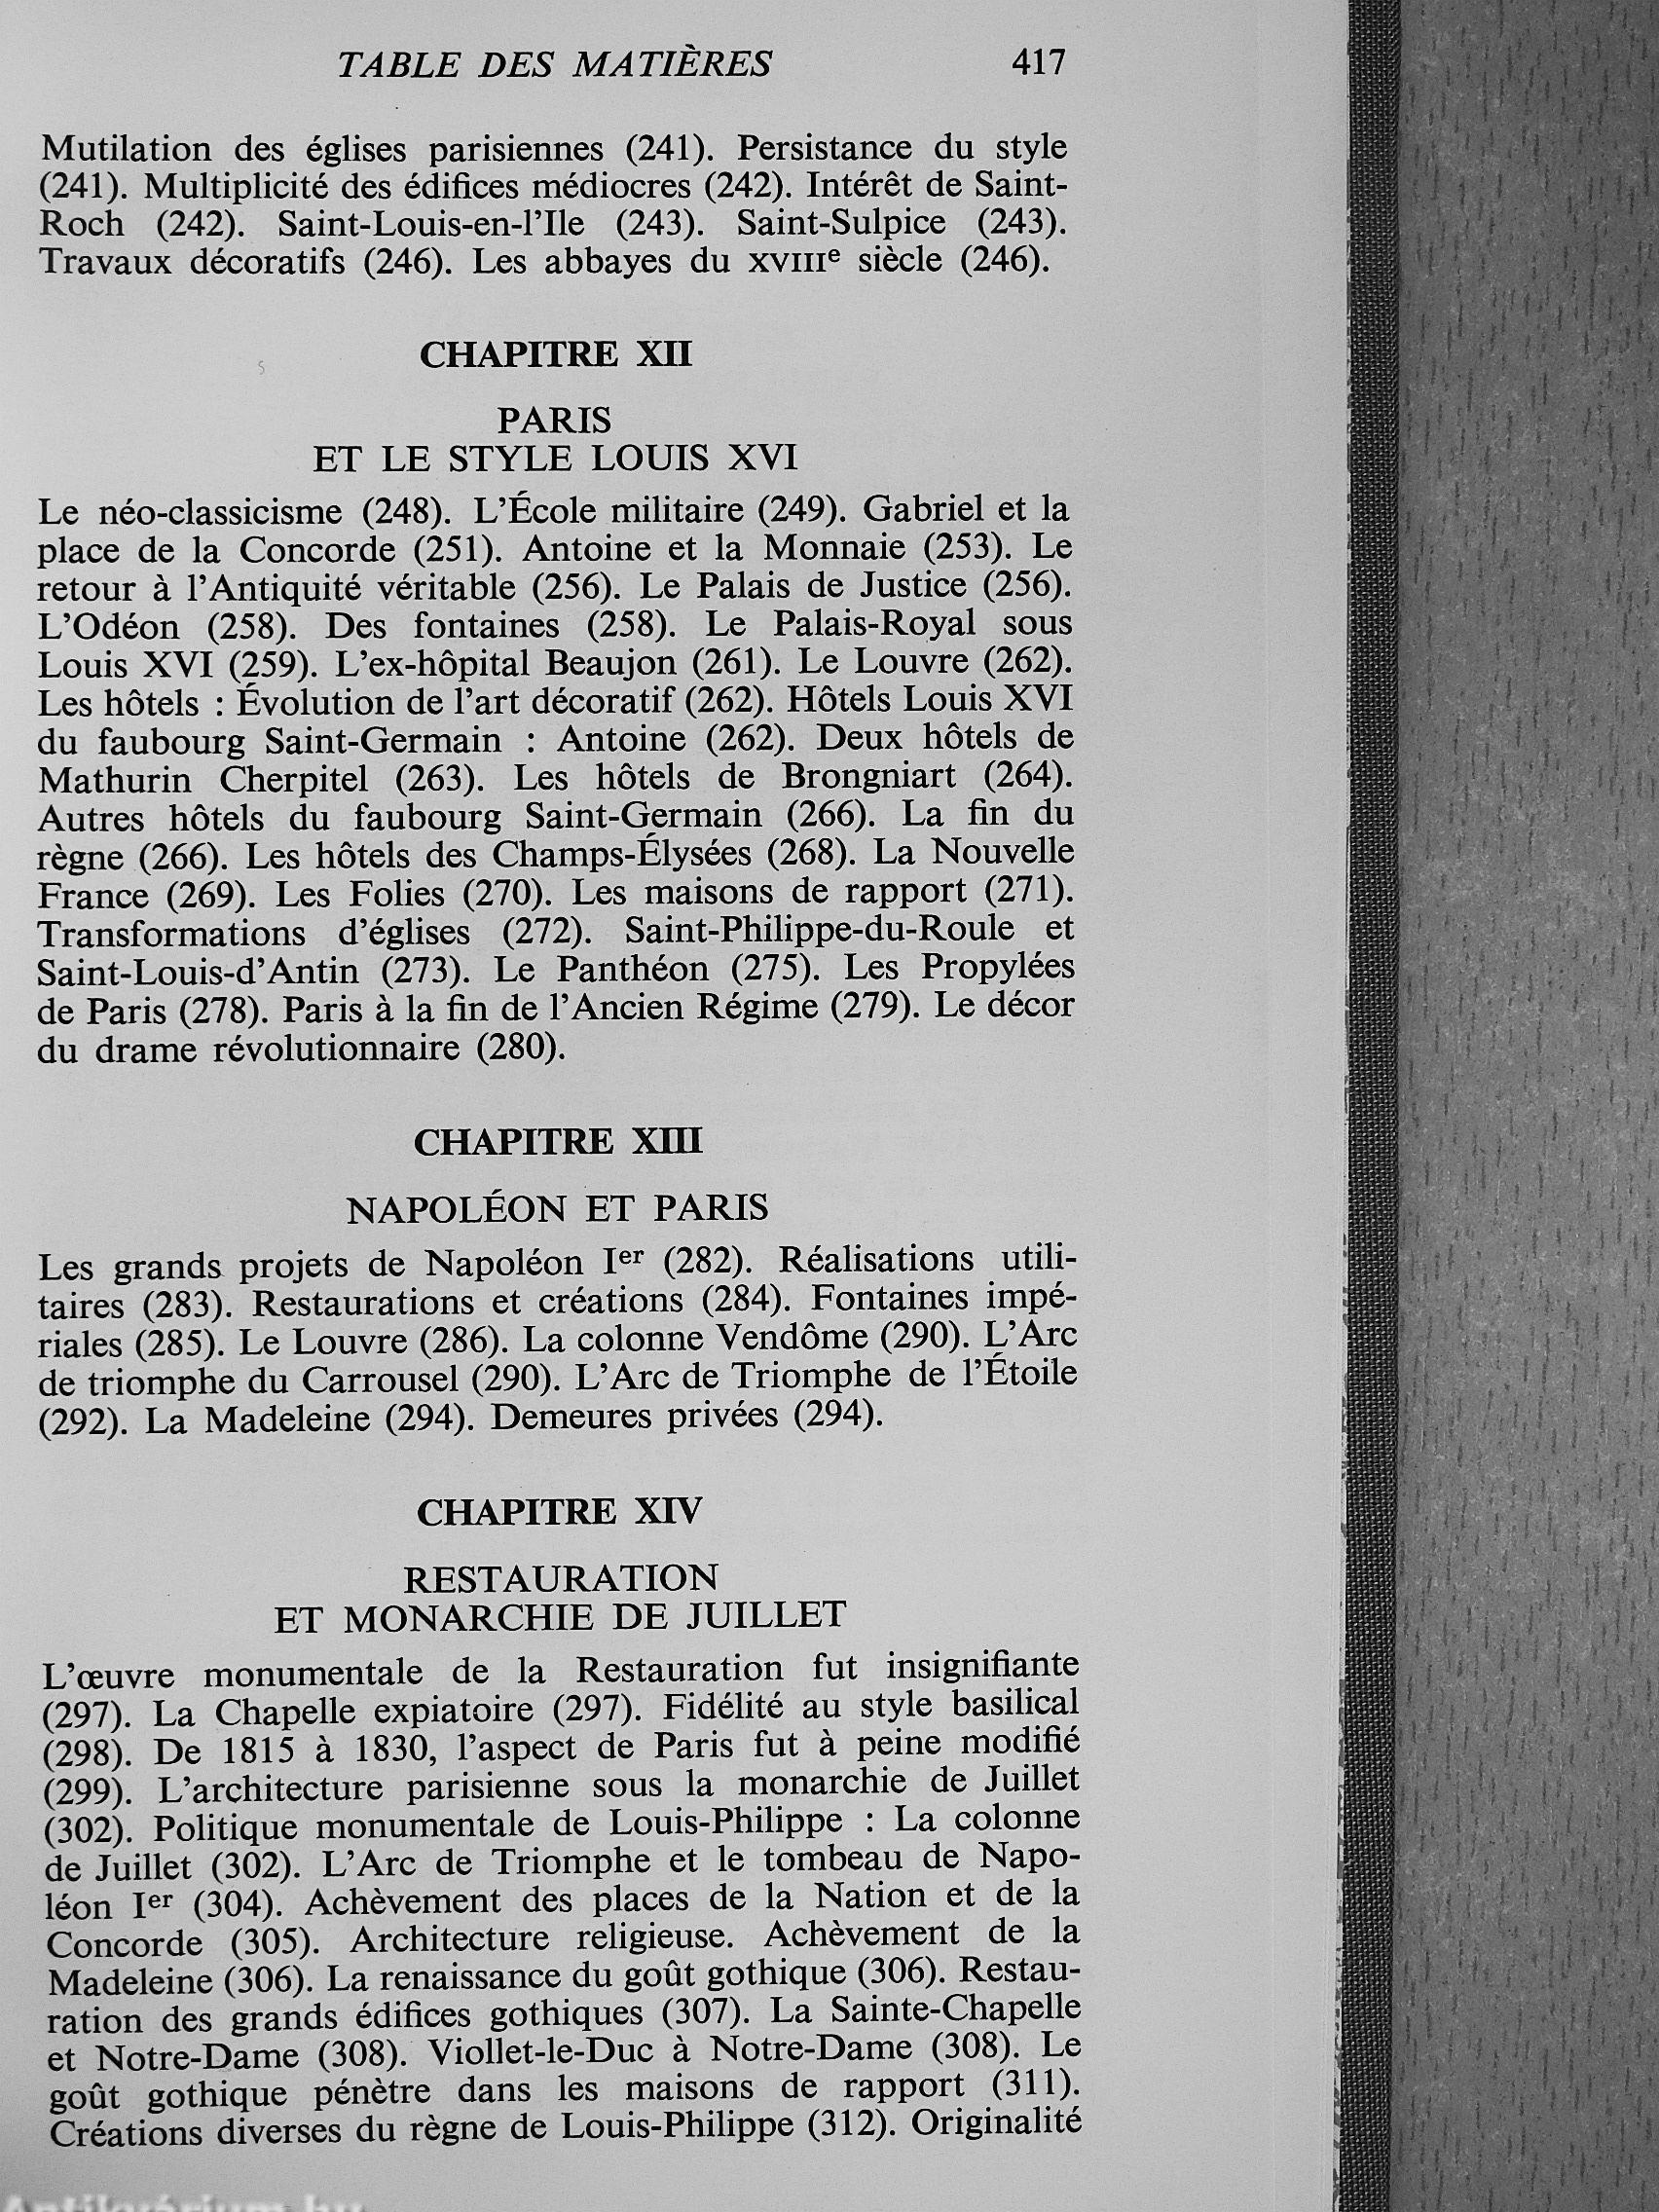 TABLE DES MATIÈRES 417
Mutilation des églises parisiennes (241). Persistance du style
(241). Multiplicité des édifices médiocres (242). Intérêt de Saint-
Roch (242). Saint-Louis-en-l'Ile (243). Saint-Sulpice (243).
Travaux décoratifs (246). Les abbayes du XVIIIe siècle (246).
CHAPITRE XII
PARIS
ET LE STYLE LOUIS XVI
Le néo-classicisme (248). L'École militaire (249). Gabriel et la
place de la Concorde (251). Antoine et la Monnaie (253). Le
retour à l'Antiquité véritable (256). Le Palais de Justice (256).
L'Odéon (258). Des fontaines (258). Le Palais-Royal sous
Louis XVI (259). L'ex-hôpital Beaujon (261). Le Louvre (262).
Les hôtels : Évolution de l'art décoratif (262). Hôtels Louis XVI
du faubourg Saint-Germain : Antoine (262). Deux hôtels de
Mathurin Cherpitel (263). Les hôtels de Brongniart (264).
Autres hôtels du faubourg Saint-Germain (266). La fin du
règne (266). Les hôtels des Champs-Élysées (268). La Nouvelle
France (269). Les Folies (270). Les maisons de rapport (271).
Transformations d'églises (272). Saint-Philippe-du-Roule et
Saint-Louis-d'Antin (273). Le Panthéon (275). Les Propylées
de Paris (278). Paris à la fin de l'Ancien Régime (279). Le décor
du drame révolutionnaire (280).
CHAPITRE XIII
NAPOLÉON ET PARIS
Les grands projets de Napoléon Ier (282). Réalisations utili-
taires (283). Restaurations et créations (284). Fontaines impé-
riales (285). Le Louvre (286). La colonne Vendôme (290). L'Arc
de triomphe du Carrousel (290). L'Arc de Triomphe de l'Étoile
(292). La Madeleine (294). Demeures privées (294).
CHAPITRE XIV
RESTAURATION
ET MONARCHIE DE JUILLET
L'œuvre monumentale de la Restauration fut insignifiante
(297). La Chapelle expiatoire (297). Fidélité au style basilical
(298). De 1815 à 1830, l'aspect de Paris fut à peine modifié
(299). L'architecture parisienne sous la monarchie de Juillet
(302). Politique monumentale de Louis-Philippe : La colonne
de Juillet (302). L'Arc de Triomphe et le tombeau de Napo-
léon Ier (304). Achèvement des places de la Nation et de la
Concorde (305). Architecture religieuse. Achèvement de la
Madeleine (306). La renaissance du goût gothique (306). Restau-
ration des grands édifices gothiques (307). La Sainte-Chapelle
et Notre-Dame (308). Viollet-le-Duc à Notre-Dame (308). Le
goût gothique pénètre dans les maisons de rapport (311).
Créations diverses du règne de Louis-Philippe (312). Originalité